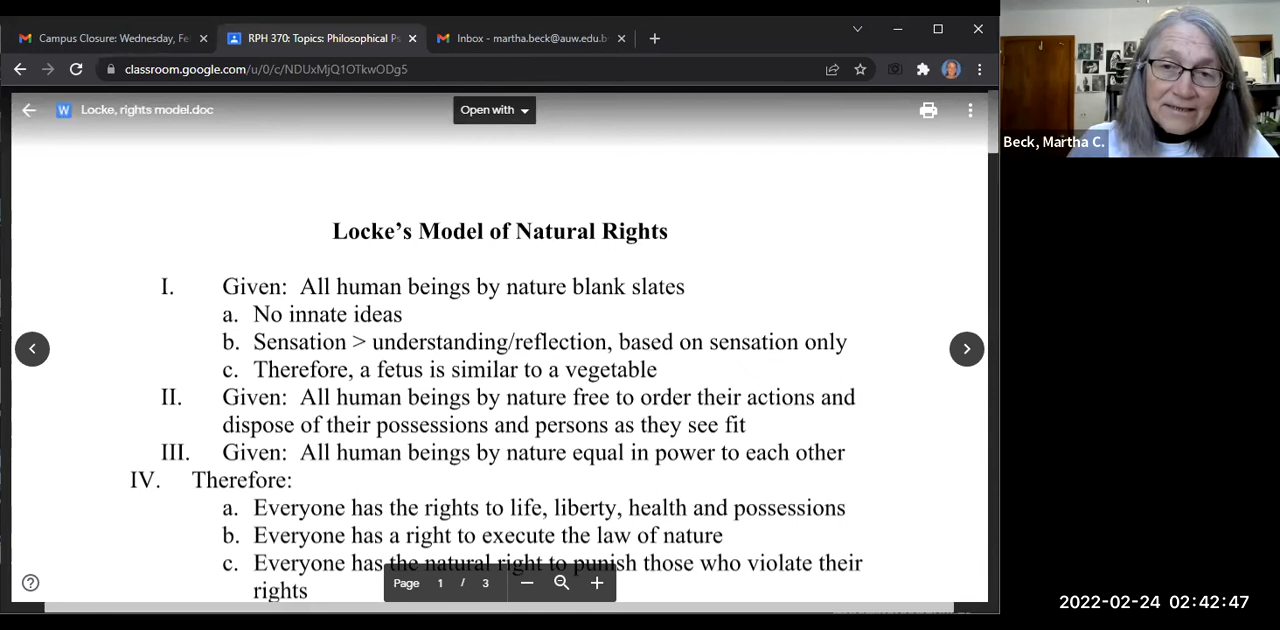 Campus Closure: Wednesday, Fe
RPH 370: Topics: Philosophical Ps
Inbox - martha.beck@auw.edu.b
classroom.google.com/u/0/c/NDUxMjQ1OTkwODg5
Locke, rights model.doc
Open with
Beck, Martha C.
Locke's Model of Natural Rights
I. Given: All human beings by nature blank slates
a. No innate ideas
b. Sensation > understanding/reflection, based on sensation only
c. Therefore, a fetus is similar to a vegetable
II. Given: All human beings by nature free to order their actions and
dispose of their possessions and persons as they see fit
III. Given: All human beings by nature equal in power to each other
IV. Therefore:
a. Everyone has the rights to life, liberty, health and possessions
b. Everyone has a right to execute the law of nature
c. Everyone has the natural right to punish those who violate their
rights
Page 1 / 3
2022-02-24 02:42:47